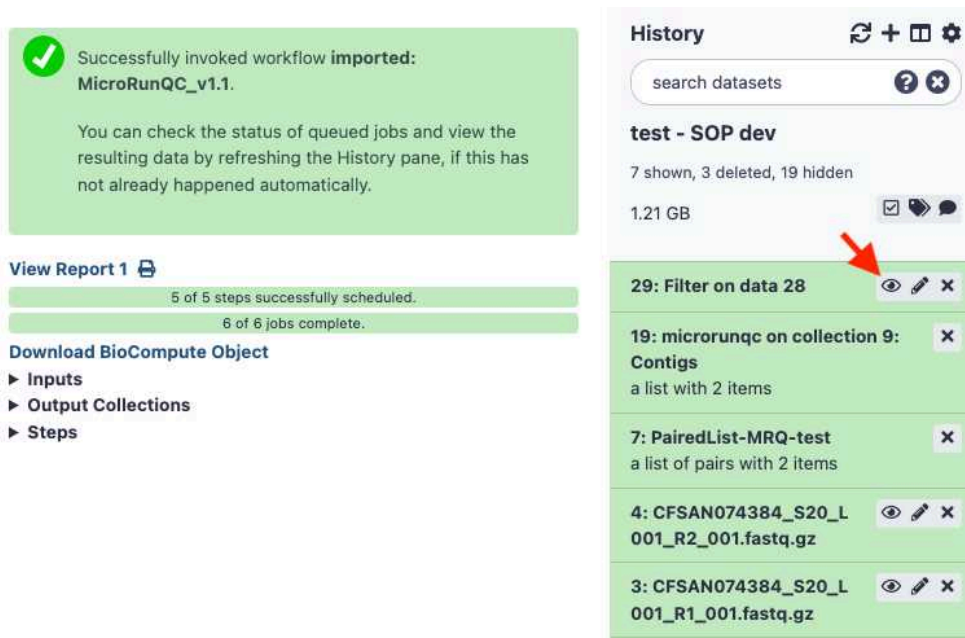 Successfully invoked workflow imported:
MicroRunQC_v1.1.
You can check the status of queued jobs and view the
resulting data by refreshing the History pane, if this has
not already happened automatically.
View Report 1
5 of 5 steps successfully scheduled.
6 of 6 jobs complete.
Download BioCompute Object
Inputs
Output Collections
Steps
History
search datasets
test - SOP dev
7 shown, 3 deleted, 19 hidden
1.21 GB
29: Filter on data 28
19: microrunqc on collection 9:
Contigs
a list with 2 items
7: PairedList-MRQ-test
a list of pairs with 2 items
4: CFSAN074384_S20_L
001_R2_001.fastq.gz
3: CFSAN074384_S20_L
001_R1_001.fastq.gz